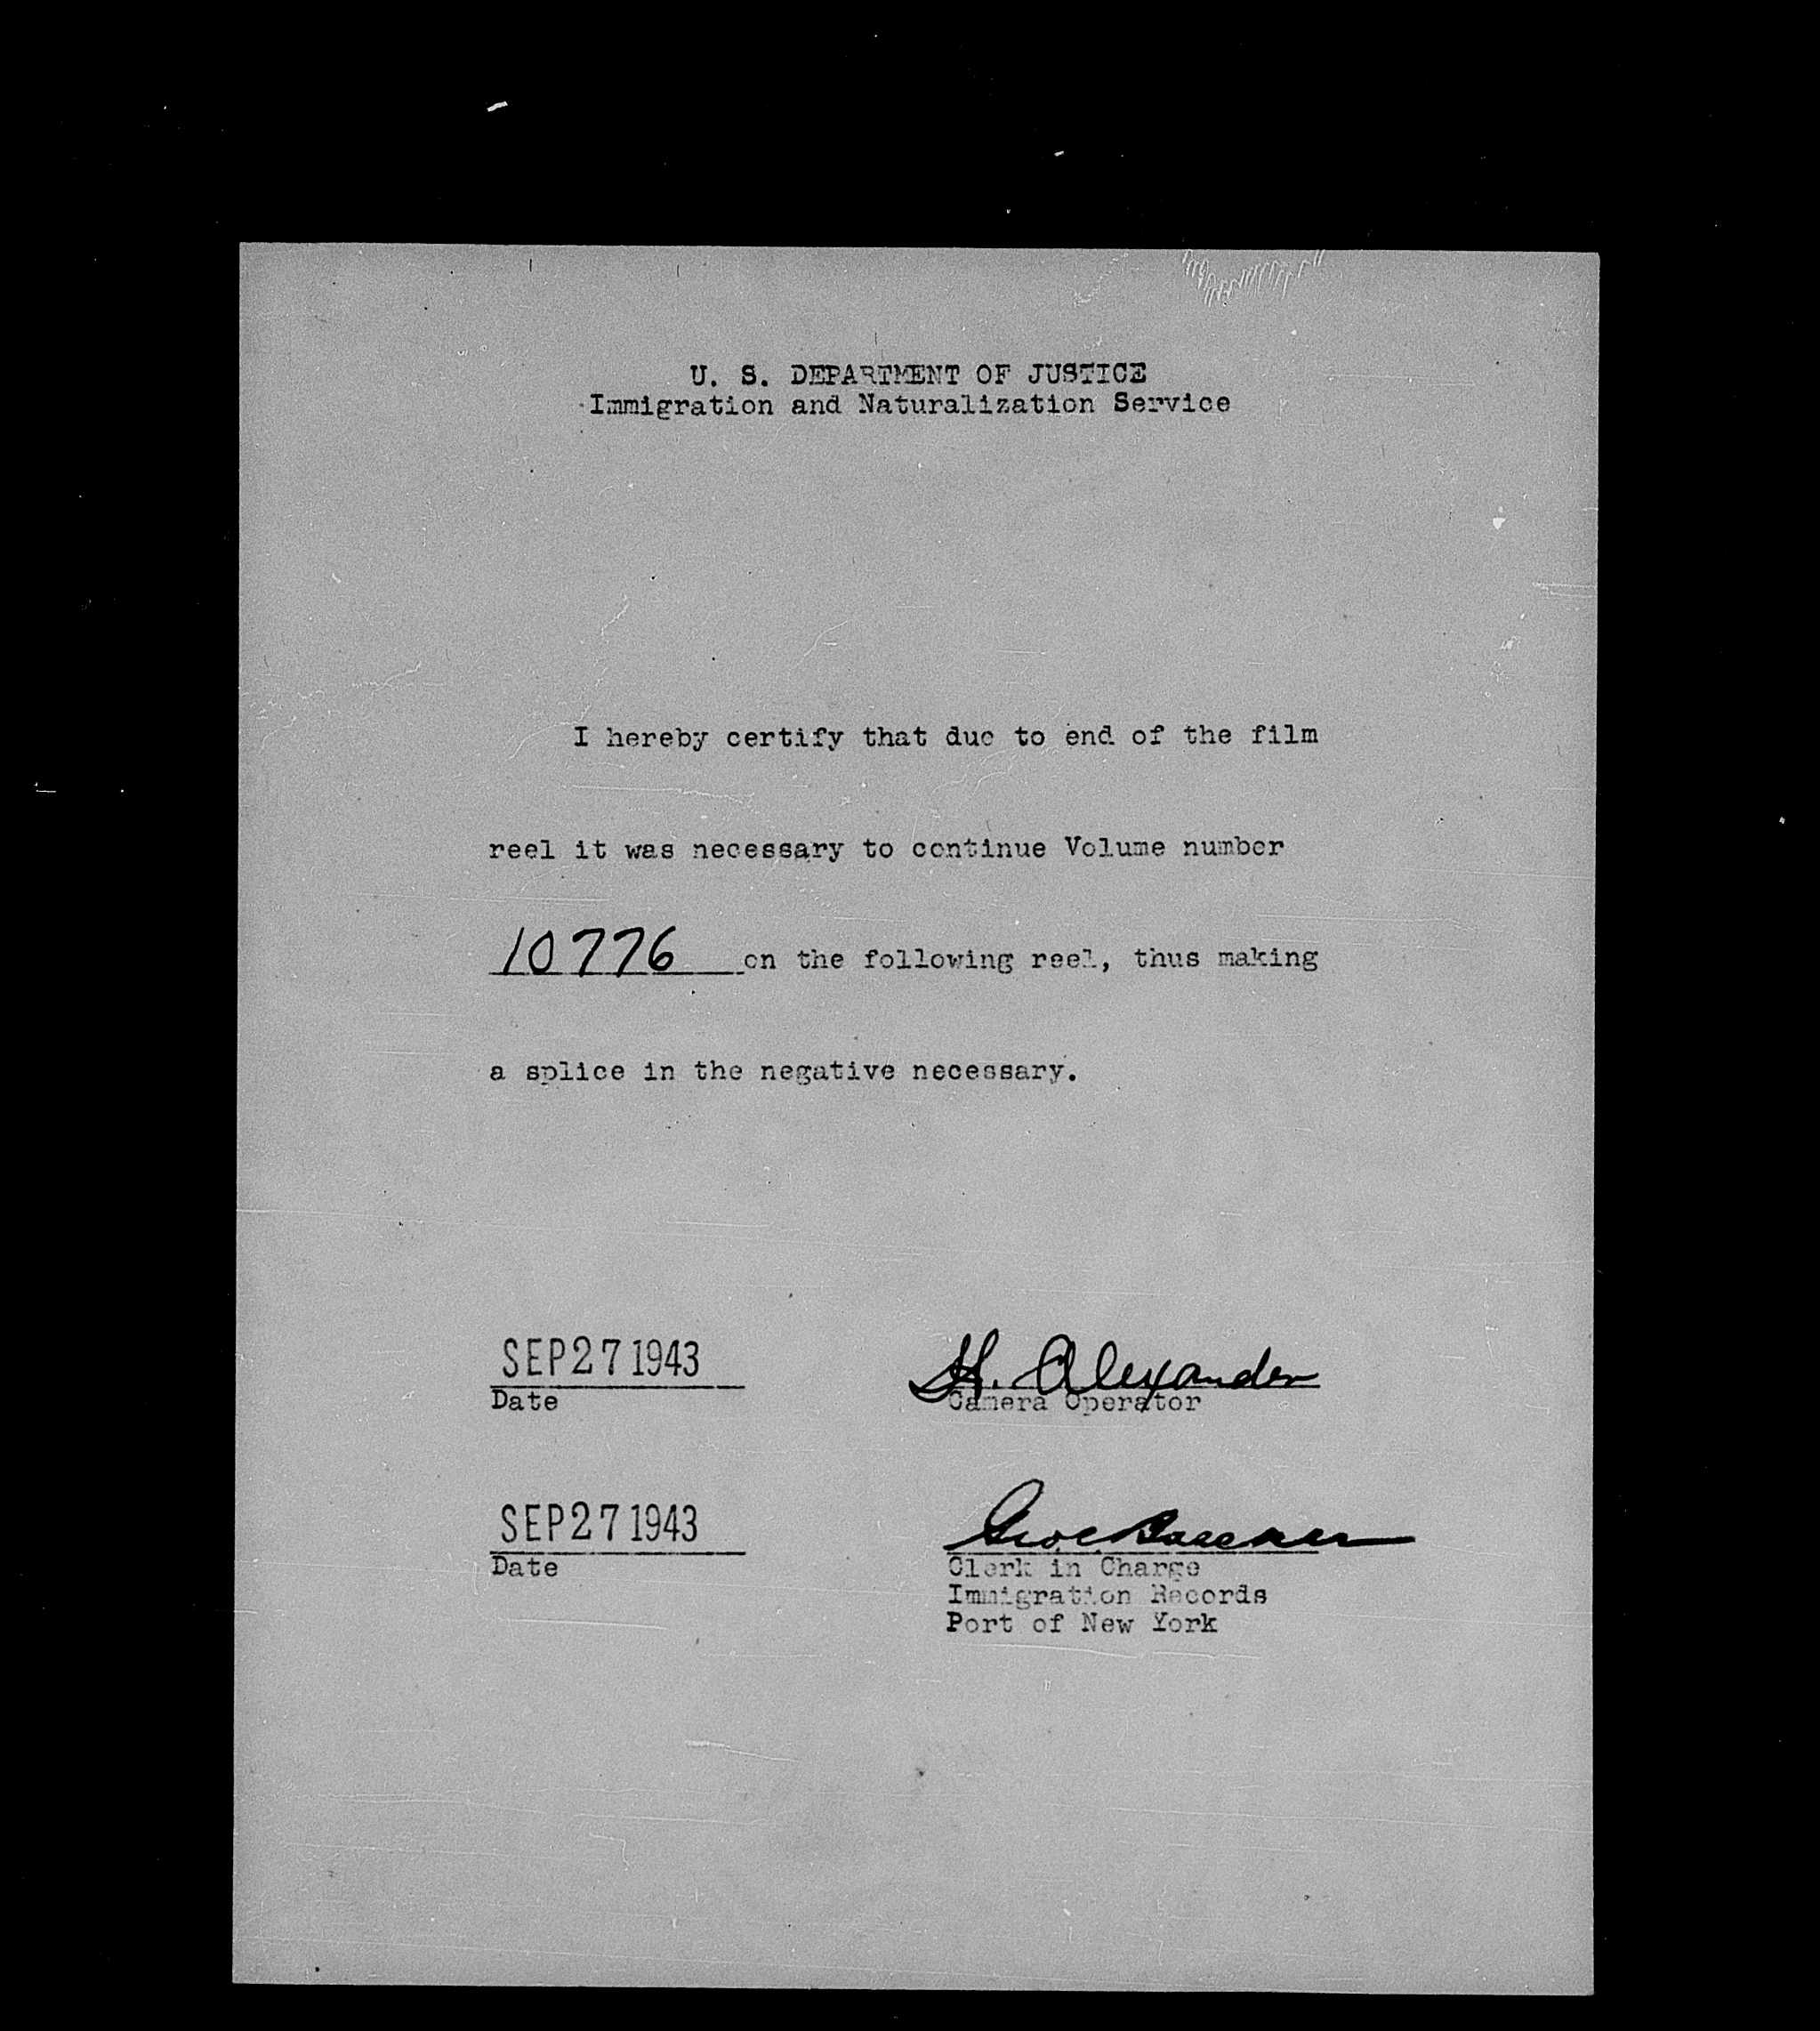 U. S. DEPARTMENT OF JUSTICE
Immigration and Naturalization Service
I hereby certify that due to end of the film
reel it was necessary to continue Volume number
10776 on the following reel, thus making
a splice in the negative necessary.
SEP 27 1943
H. Alexander
Date
Camera Operator
SEP 27 1943
Date
Clerk in Charge
Immigration Records
Port of New York